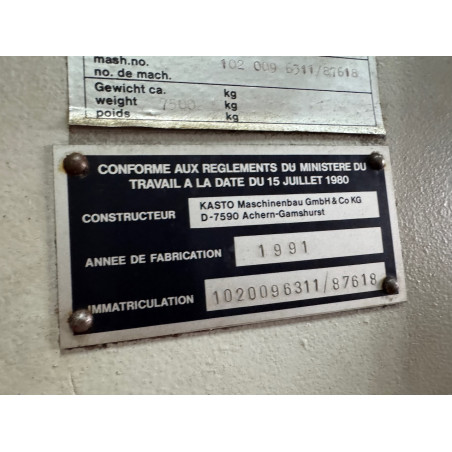 mash.no.
no. de mach. 102 009 6311/87618
Gewicht ca. kg
weight 7500 kg
poids kg
CONFORME AUX REGLEMENTS DU MINISTERE DU
TRAVAIL A LA DATE DU 15 JUILLET 1980
CONSTRUCTEUR KASTO Maschinenbau GmbH & Co KG
D-7590 Achern-Gamshurst
ANNEE DE FABRICATION 1991
IMMATRICULATION 1020096311/87618